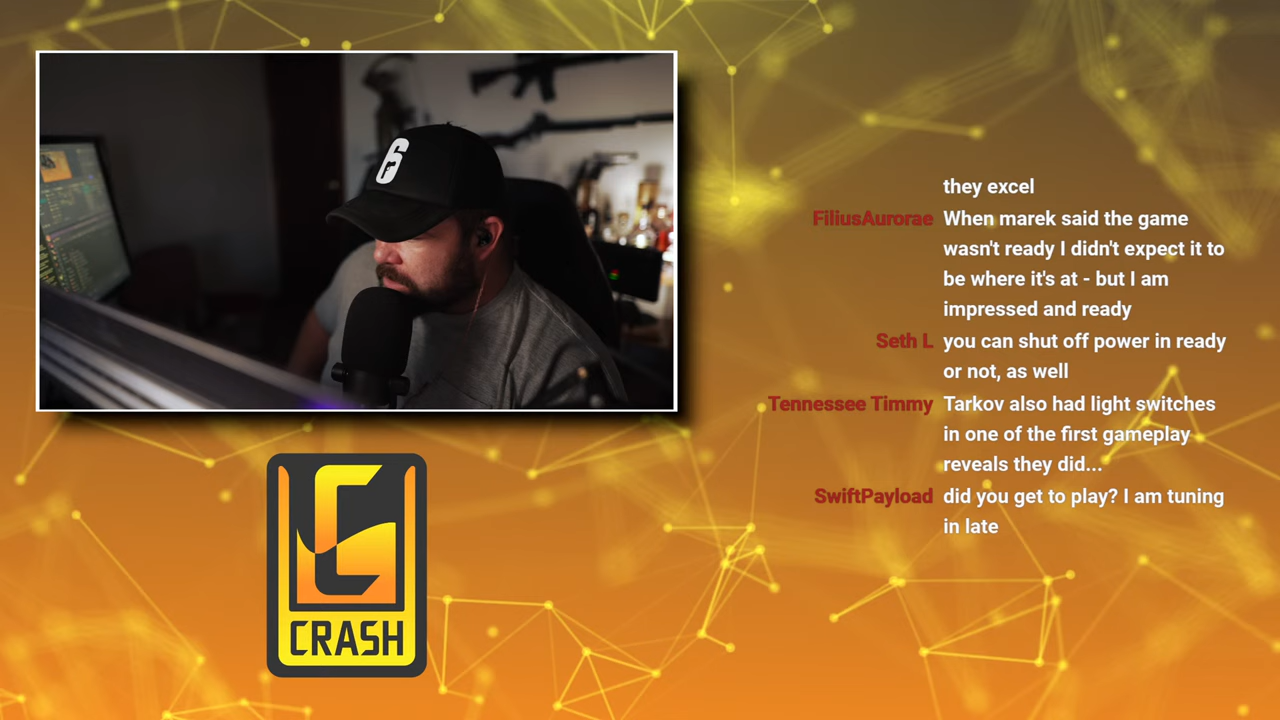 6
they excel
FiliusAurorae When marek said the game
wasn't ready I didn't expect it to
be where it's at - but I am
impressed and ready
Seth L you can shut off power in ready
or not, as well
Tennessee Timmy Tarkov also had light switches
in one of the first gameplay
reveals they did...
SwiftPayload did you get to play? I am tuning
in late
CRASH